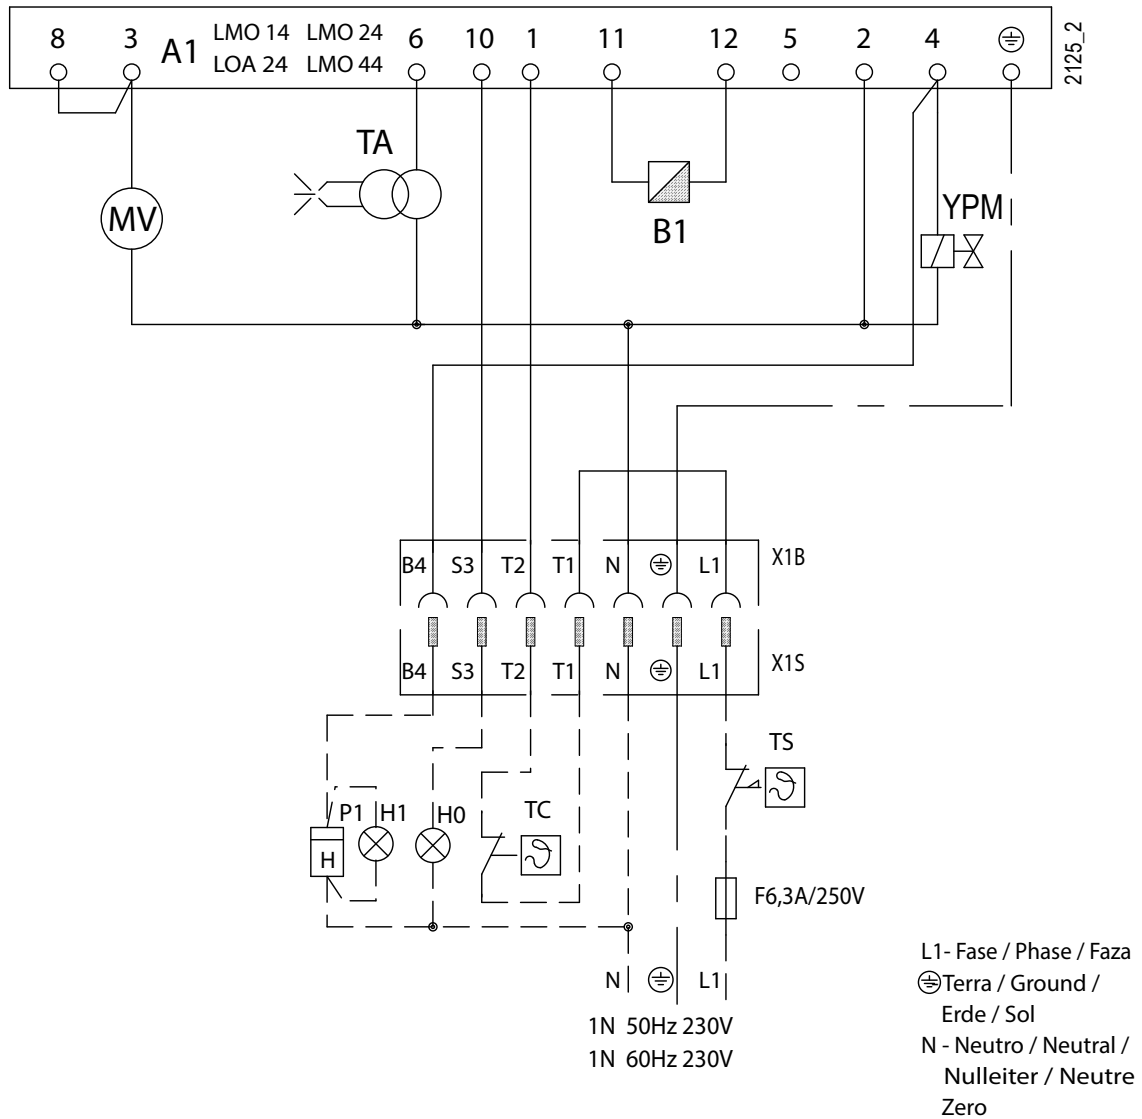 8 3 A1 LMO 14 LMO 24 6 10 1 11 12 5 2 4
LOA 24 LMO 44
2125_2
TA
MV
B1
YPM
B4 S3 T2 T1 N L1 X1B
B4 S3 T2 T1 N L1 X1S
TS
P1 H1 H0 TC
H
F6,3A/250V
N L1
1N 50Hz 230V
1N 60Hz 230V
L1- Fase / Phase / Faza
Terra / Ground /
Erde / Sol
N - Neutro / Neutral /
Nulleiter / Neutre
Zero